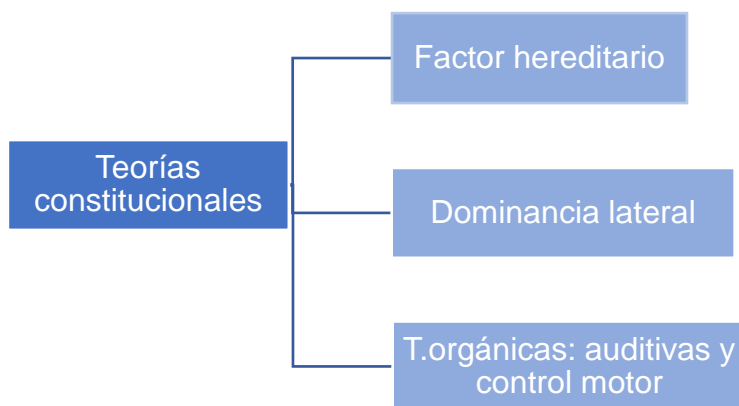 Factor hereditario
Teorías
constitucionales
Dominancia lateral
T.orgánicas: auditivas y
control motor